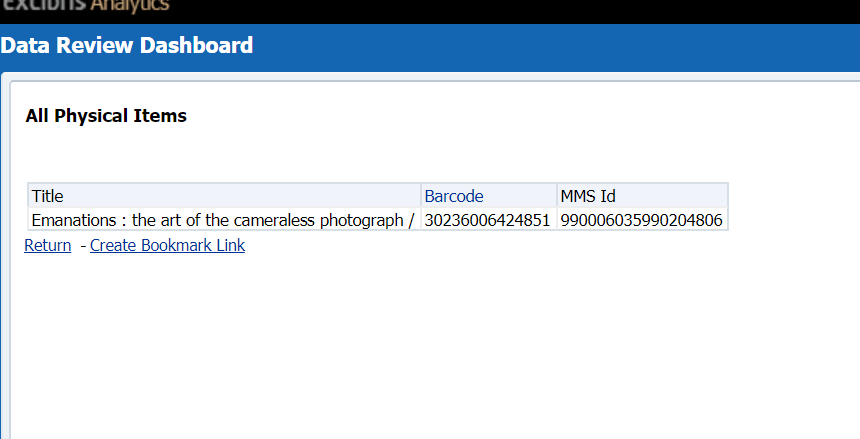 ExLibris Analytics
Data Review Dashboard
All Physical Items
Title Barcode MMS Id
Emanations : the art of the cameraless photograph / 30236006424851 990006035990204806
Return - Create Bookmark Link